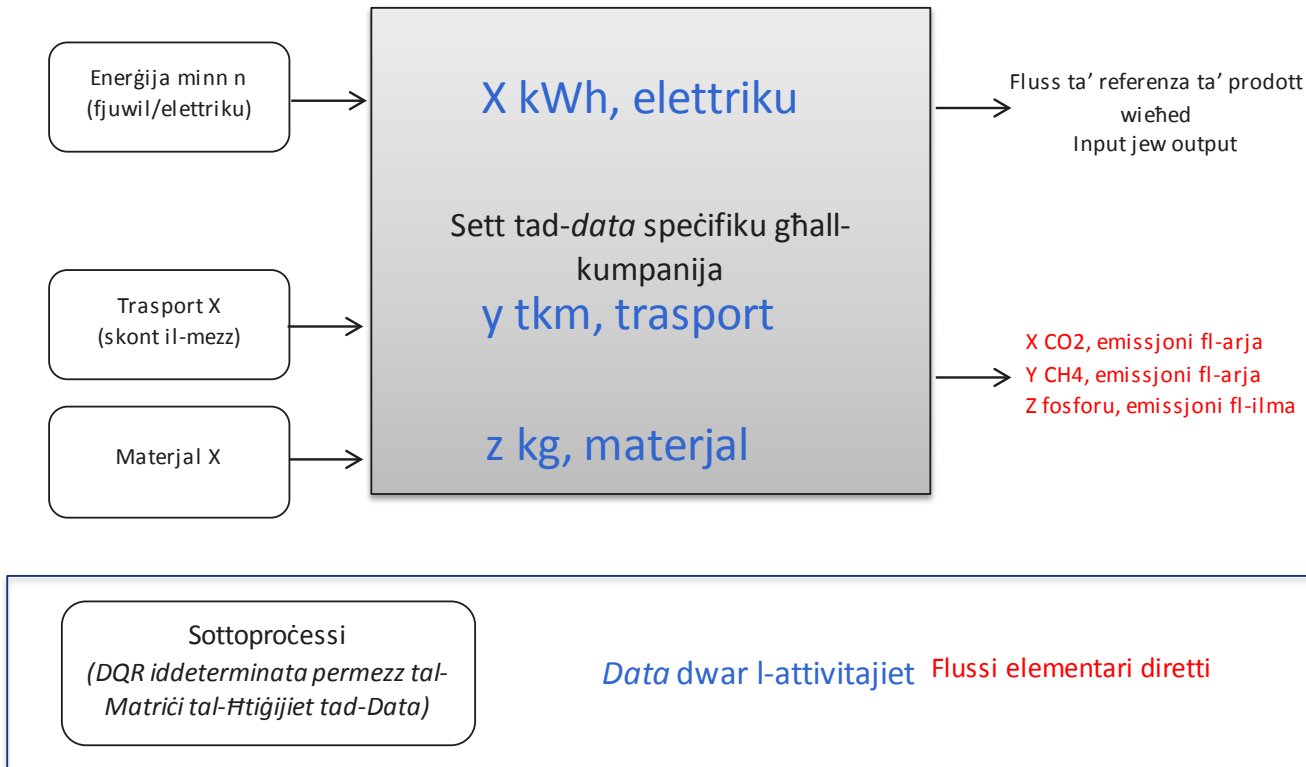 Enerġija minn n
(fjuwil/elettriku)
X kWh, elettriku
Fluss ta’ referenza ta’ prodott
wieħed
Input jew output
Sett tad-data speċifiku għall-
kumpanija
Trasport X
(skont il-mezz)
y tkm, trasport
X CO2, emissjoni fl-arja
Y CH4, emissjoni fl-arja
Z fosforu, emissjoni fl-ilma
Materjal X
z kg, materjal
Sottoproċessi
(DQR iddeterminata permezz tal-
Matriċi tal-Ħtiġijiet tad-Data)
Data dwar l-attivitajiet
Flussi elementari diretti